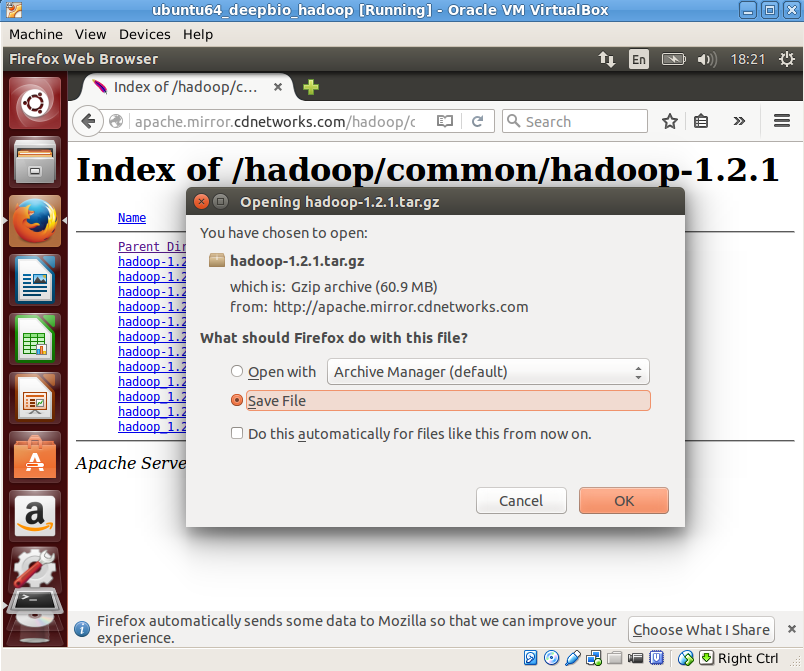 ubuntu64_deepbio_hadoop [Running] - Oracle VM VirtualBox
Machine View Devices Help
Firefox Web Browser
En
18:21
Index of /hadoop/c...
apache.mirror.cdnetworks.com/hadoop/c
Search
Index of /hadoop/common/hadoop-1.2.1
Name
Parent Dir
hadoop-1.2
hadoop-1.2
hadoop-1.2
hadoop-1.2
hadoop-1.2
hadoop-1.2
hadoop-1.2
hadoop-1.2
hadoop_1.2
hadoop_1.2
hadoop_1.2
hadoop_1.2
Apache Serve
Opening hadoop-1.2.1.tar.gz
You have chosen to open:
hadoop-1.2.1.tar.gz
which is: Gzip archive (60.9 MB)
from: http://apache.mirror.cdnetworks.com
What should Firefox do with this file?
Open with Archive Manager (default)
Save File
Do this automatically for files like this from now on.
Cancel OK
Firefox automatically sends some data to Mozilla so that we can improve your
experience.
Choose What I Share
Right Ctrl